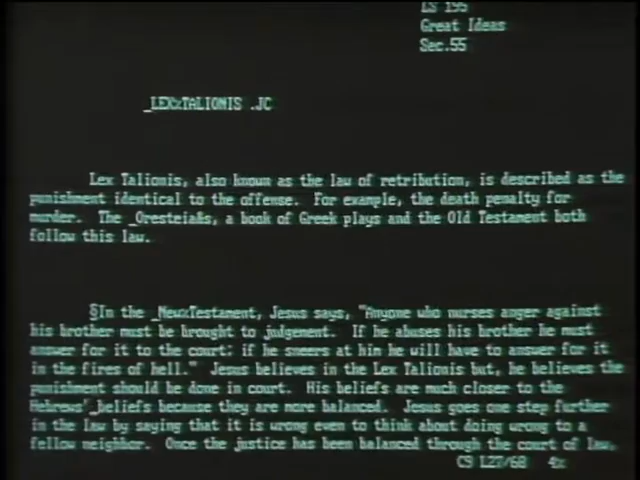 LS 195
Great Ideas
Sec.55
_LEX¤TALIONIS .JC
Lex Talionis, also known as the law of retribution, is described as the
punishment identical to the offense. For example, the death penalty for
murder. The _Oresteia&s, a book of Greek plays and the Old Testament both
follow this law.
§In the _New¤Testament, Jesus says, "Anyone who nurses anger against
his brother must be brought to judgement. If he abuses his brother he must
answer for it to the court; if he sneers at him he will have to answer for it
in the fires of hell." Jesus believes in the Lex Talionis but, he believes the
punishment should be done in court. His beliefs are much closer to the
Hebrews'_beliefs because they are more balanced. Jesus goes one step further
in the law by saying that it is wrong even to think about doing wrong to a
fellow neighbor. Once the justice has been balanced through the court of law,
C9 L27/68 4%